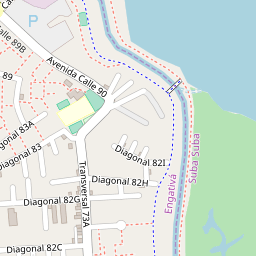 Calle 89B
Avenida Calle 90
89
Diagonal 83A
Diagonal 83
Transversal 73A
Diagonal 82I
Diagonal 82H
Diagonal 82G
Diagonal 82C
Engativá
Suba Suba